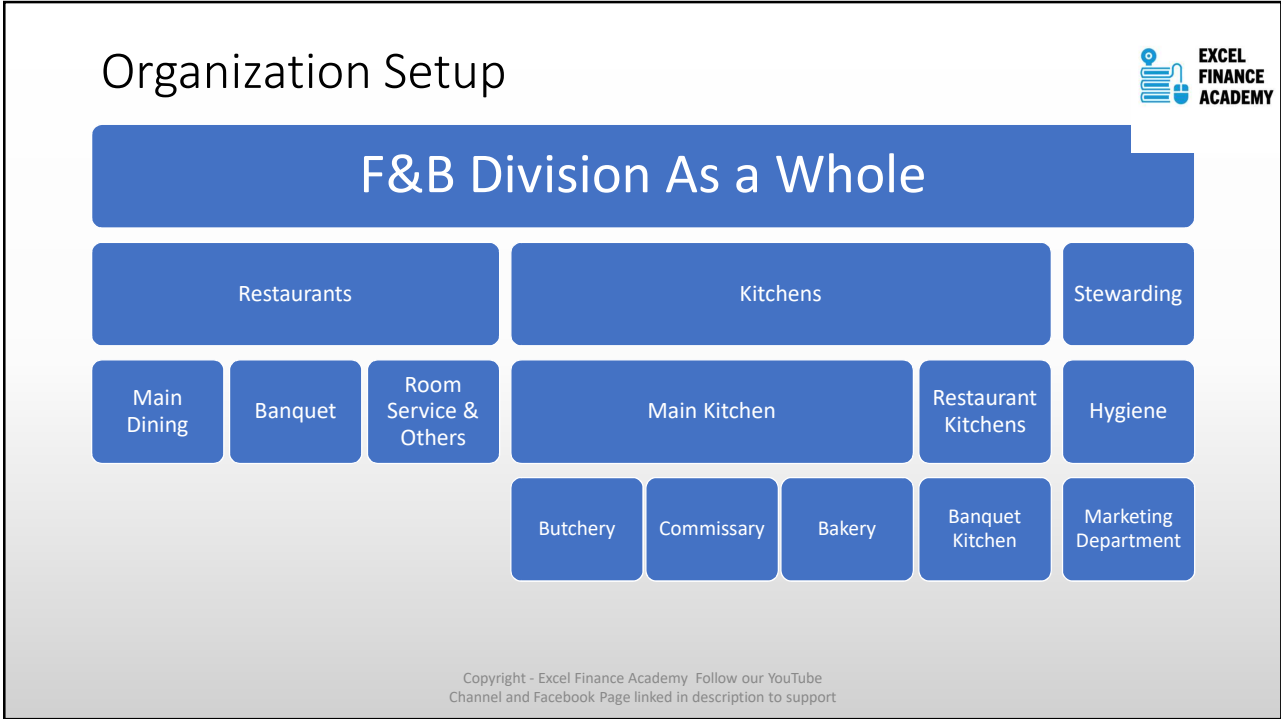 Organization Setup
EXCEL
FINANCE
ACADEMY
F&B Division As a Whole
Restaurants
Kitchens
Stewarding
Main
Dining
Banquet
Room
Service &
Others
Main Kitchen
Restaurant
Kitchens
Hygiene
Butchery
Commissary
Bakery
Banquet
Kitchen
Marketing
Department
Copyright - Excel Finance Academy  Follow our YouTube
Channel and Facebook Page linked in description to support